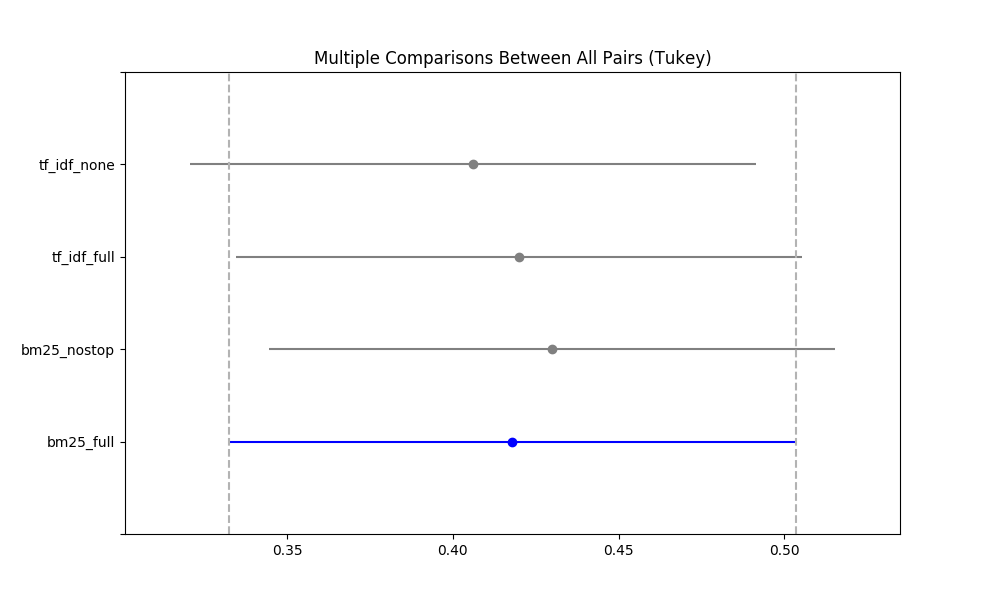 Multiple Comparisons Between All Pairs (Tukey)
tf_idf_none
tf_idf_full
bm25_nostop
bm25_full
0.35 0.40 0.45 0.50